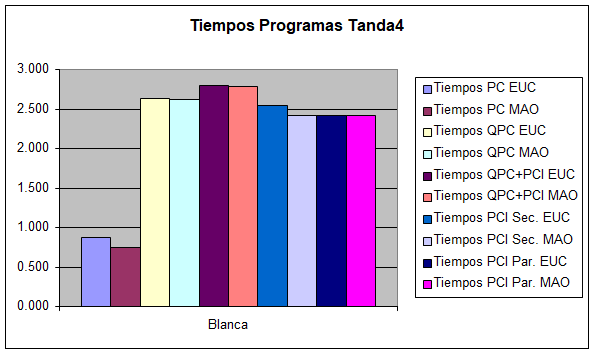 Tiempos Programas Tanda4
3.000
2.500
2.000
1.500
1.000
0.500
0.000
Blanca
Tiempos PC EUC
Tiempos PC MAO
Tiempos QPC EUC
Tiempos QPC MAO
Tiempos QPC+PCI EUC
Tiempos QPC+PCI MAO
Tiempos PCI Sec. EUC
Tiempos PCI Sec. MAO
Tiempos PCI Par. EUC
Tiempos PCI Par. MAO